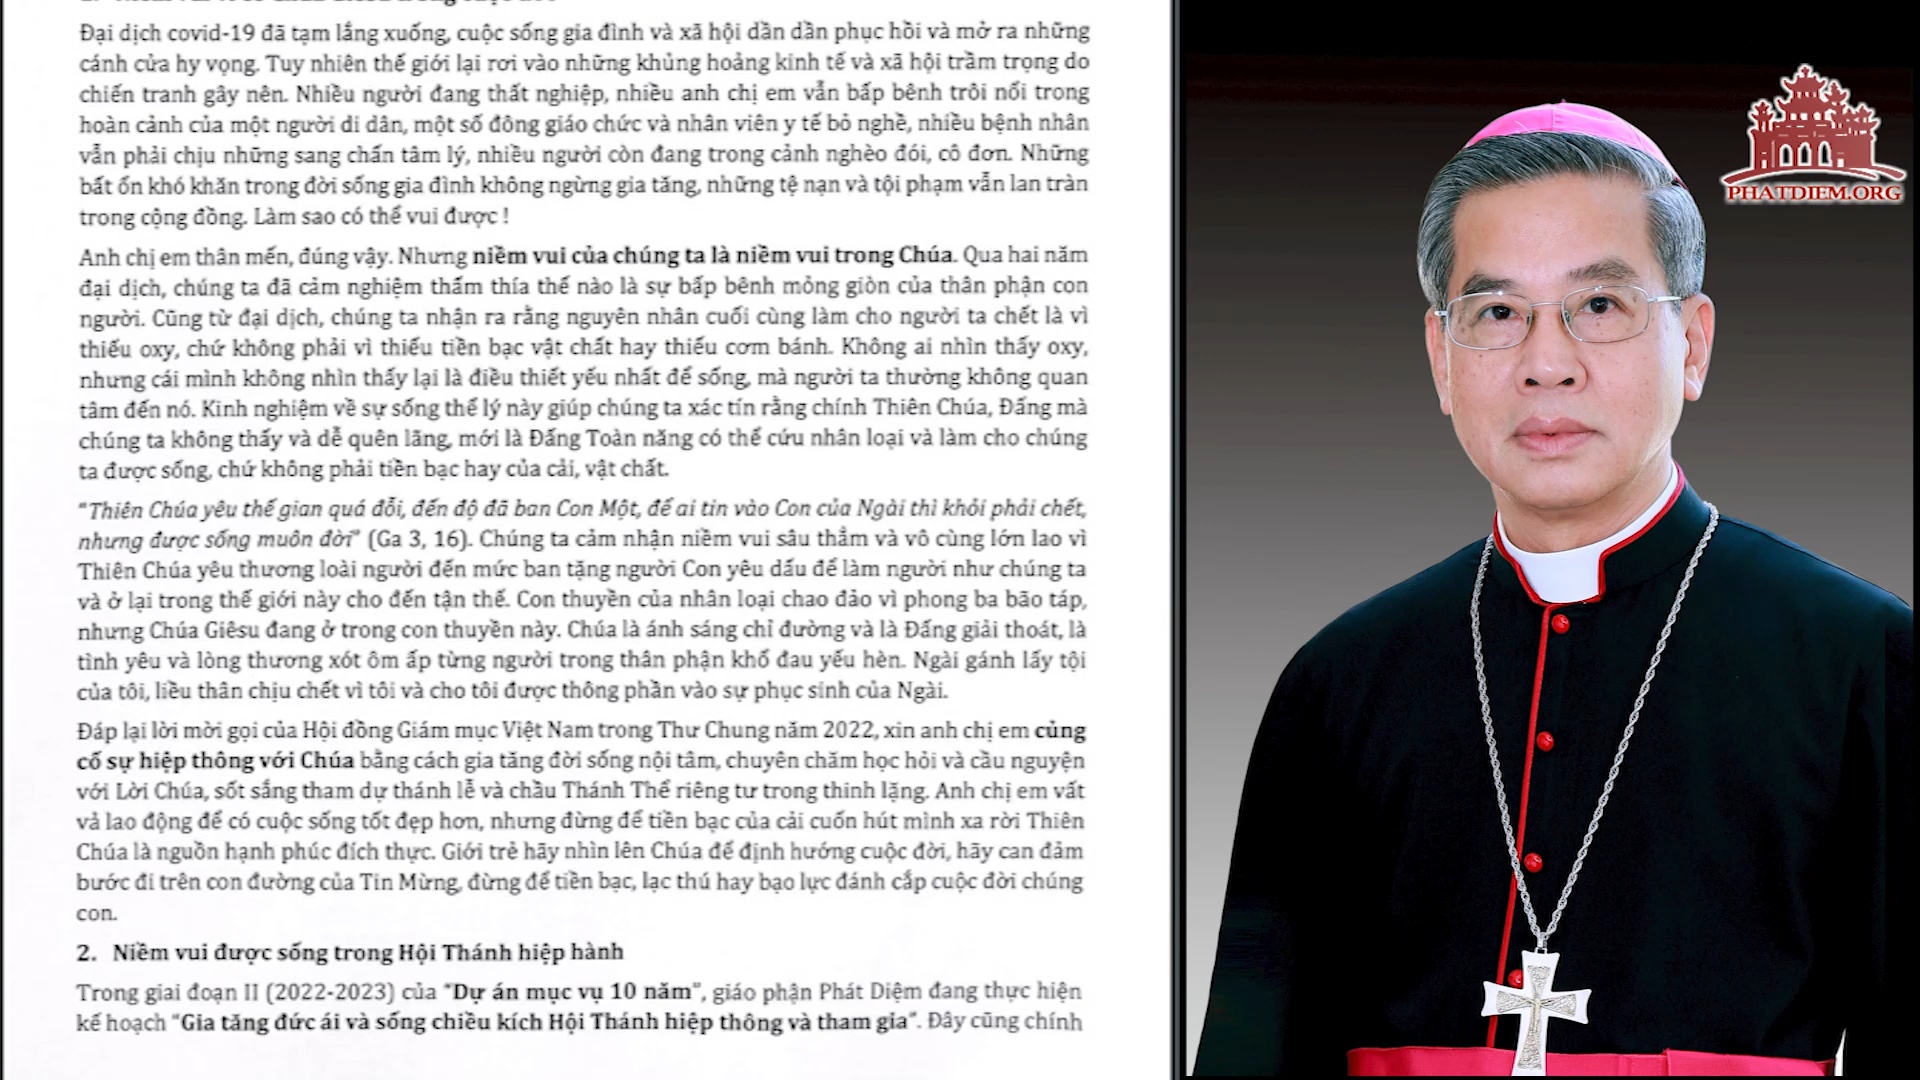 Đại dịch covid-19 đã tạm lắng xuống, cuộc sống gia đình và xã hội dần dần phục hồi và mở ra những
cánh cửa hy vọng. Tuy nhiên thế giới lại rơi vào những khủng hoảng kinh tế và xã hội trầm trọng do
chiến tranh gây nên. Nhiều người đang thất nghiệp, nhiều anh chị em vẫn bấp bênh trôi nổi trong
hoàn cảnh của một người di dân, một số đông giáo chức và nhân viên y tế bỏ nghề, nhiều bệnh nhân
vẫn phải chịu những sang chấn tâm lý, nhiều người còn đang trong cảnh nghèo đói, cô đơn. Những
bất ổn khó khăn trong đời sống gia đình không ngừng gia tăng, những tệ nạn và tội phạm vẫn lan tràn
trong cộng đồng. Làm sao có thể vui được !
Anh chị em thân mến, đúng vậy. Nhưng niềm vui của chúng ta là niềm vui trong Chúa. Qua hai năm
đại dịch, chúng ta đã cảm nghiệm thấm thía thế nào là sự bấp bênh mỏng giòn của thân phận con
người. Cũng từ đại dịch, chúng ta nhận ra rằng nguyên nhân cuối cùng làm cho người ta chết là vì
thiếu oxy, chứ không phải vì thiếu tiền bạc vật chất hay thiếu cơm bánh. Không ai nhìn thấy oxy,
nhưng cái mình không nhìn thấy lại là điều thiết yếu nhất để sống, mà người ta thường không quan
tâm đến nó. Kinh nghiệm về sự sống thể lý này giúp chúng ta xác tín rằng chính Thiên Chúa, Đấng mà
chúng ta không thấy và dễ quên lãng, mới là Đấng Toàn năng có thể cứu nhân loại và làm cho chúng
ta được sống, chứ không phải tiền bạc hay của cải, vật chất.
“Thiên Chúa yêu thế gian quá đỗi, đến độ đã ban Con Một, để ai tin vào Con của Ngài thì khỏi phải chết,
nhưng được sống muôn đời” (Ga 3, 16). Chúng ta cảm nhận niềm vui sâu thẳm và vô cùng lớn lao vì
Thiên Chúa yêu thương loài người đến mức ban tặng người Con yêu dấu để làm người như chúng ta
và ở lại trong thế giới này cho đến tận thế. Con thuyền của nhân loại chao đảo vì phong ba bão táp,
nhưng Chúa Giêsu đang ở trong con thuyền này. Chúa là ánh sáng chỉ đường và là Đấng giải thoát, là
tình yêu và lòng thương xót ôm ấp từng người trong thân phận khổ đau yếu hèn. Ngài gánh lấy tội
của tôi, liều thân chịu chết vì tôi và cho tôi được thông phần vào sự phục sinh của Ngài.
Đáp lại lời mời gọi của Hội đồng Giám mục Việt Nam trong Thư Chung năm 2022, xin anh chị em củng
cố sự hiệp thông với Chúa bằng cách gia tăng đời sống nội tâm, chuyên chăm học hỏi và cầu nguyện
với Lời Chúa, sốt sắng tham dự thánh lễ và chầu Thánh Thể riêng tư trong thinh lặng. Anh chị em vất
vả lao động để có cuộc sống tốt đẹp hơn, nhưng đừng để tiền bạc của cải cuốn hút mình xa rời Thiên
Chúa là nguồn hạnh phúc đích thực. Giới trẻ hãy nhìn lên Chúa để định hướng cuộc đời, hãy can đảm
bước đi trên con đường của Tin Mừng, đừng để tiền bạc, lạc thú hay bạo lực đánh cắp cuộc đời chúng
con.
2. Niềm vui được sống trong Hội Thánh hiệp hành
Trong giai đoạn II (2022-2023) của “Dự án mục vụ 10 năm”, giáo phận Phát Diệm đang thực hiện
kế hoạch “Gia tăng đức ái và sống chiều kích Hội Thánh hiệp thông và tham gia”. Đây cũng chính
PHATDIEM.ORG